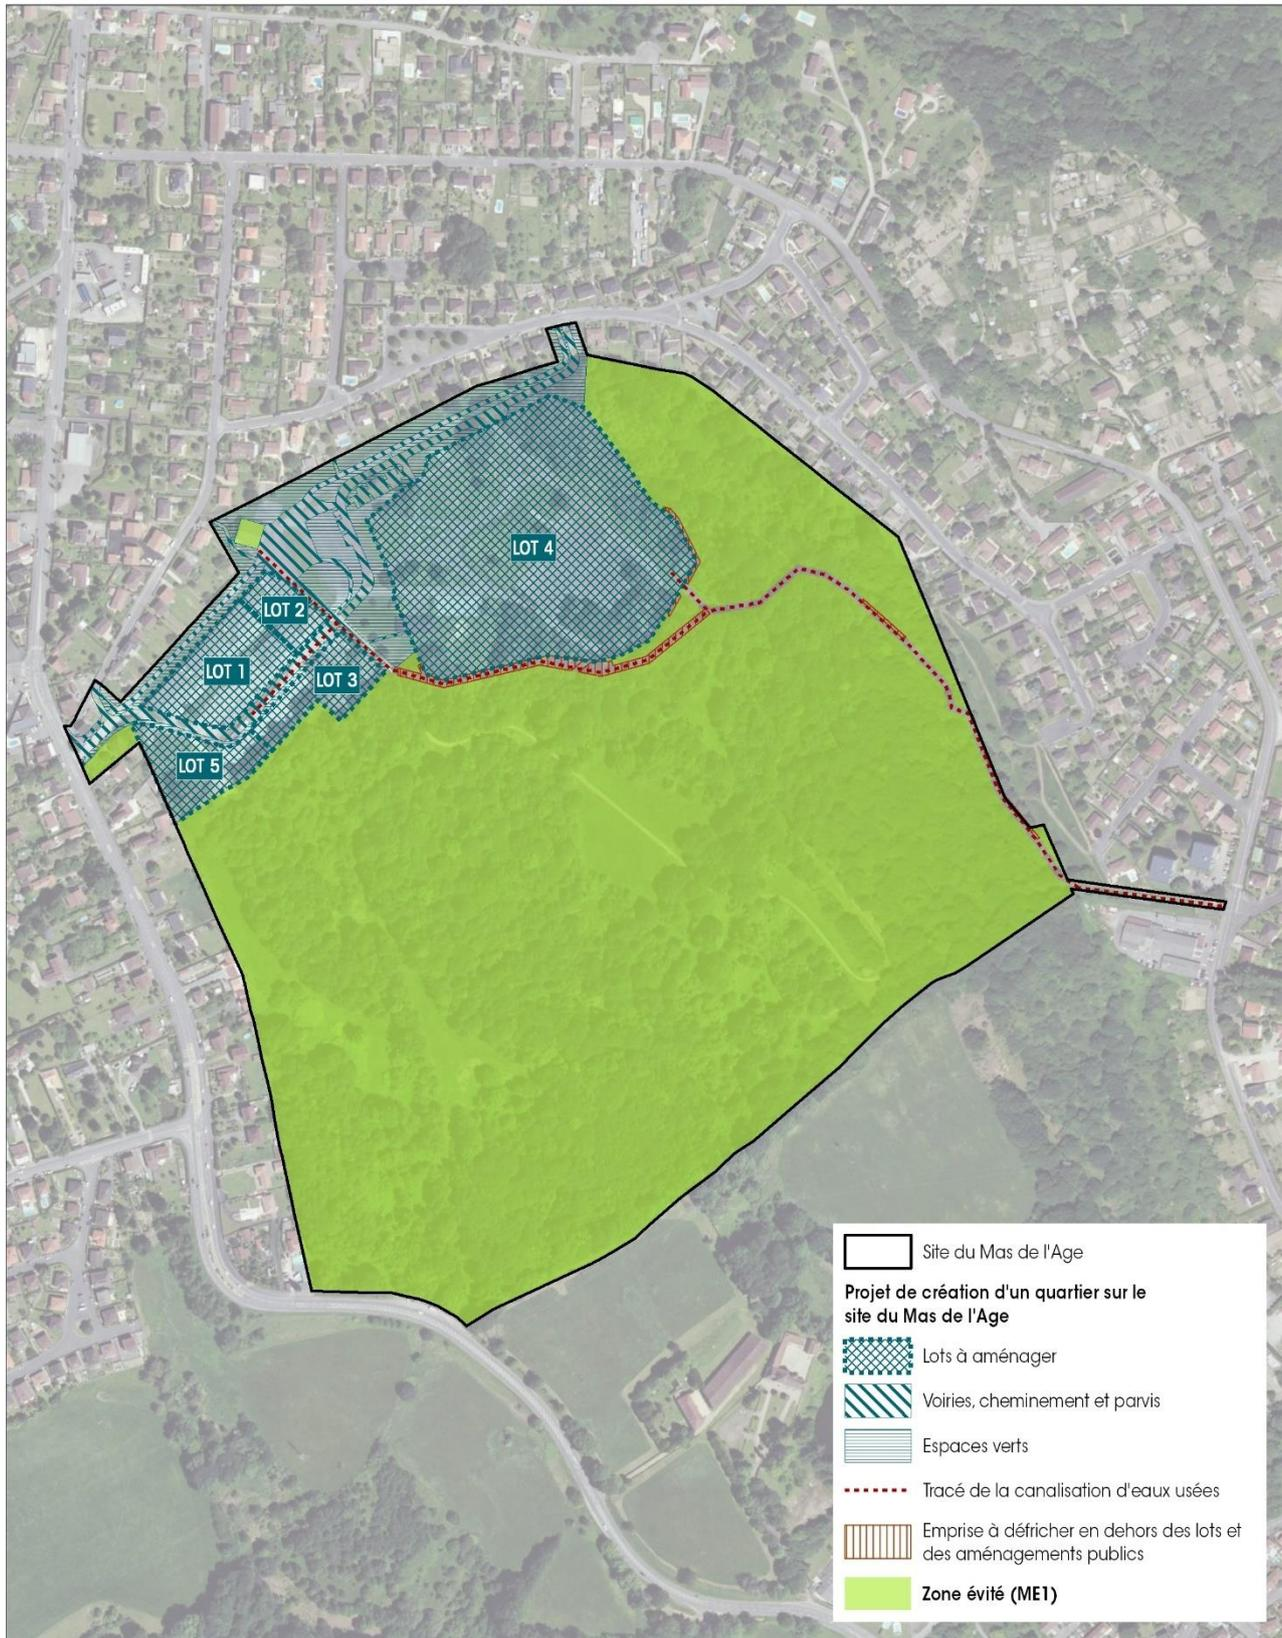 LOT 4
LOT 2
LOT 1
LOT 3
LOT 5
Site du Mas de l'Age
Projet de création d'un quartier sur le
site du Mas de l'Age
Lots à aménager
Voiries, cheminement et parvis
Espaces verts
Tracé de la canalisation d'eaux usées
Emprise à défricher en dehors des lots et
des aménagements publics
Zone évité (ME1)